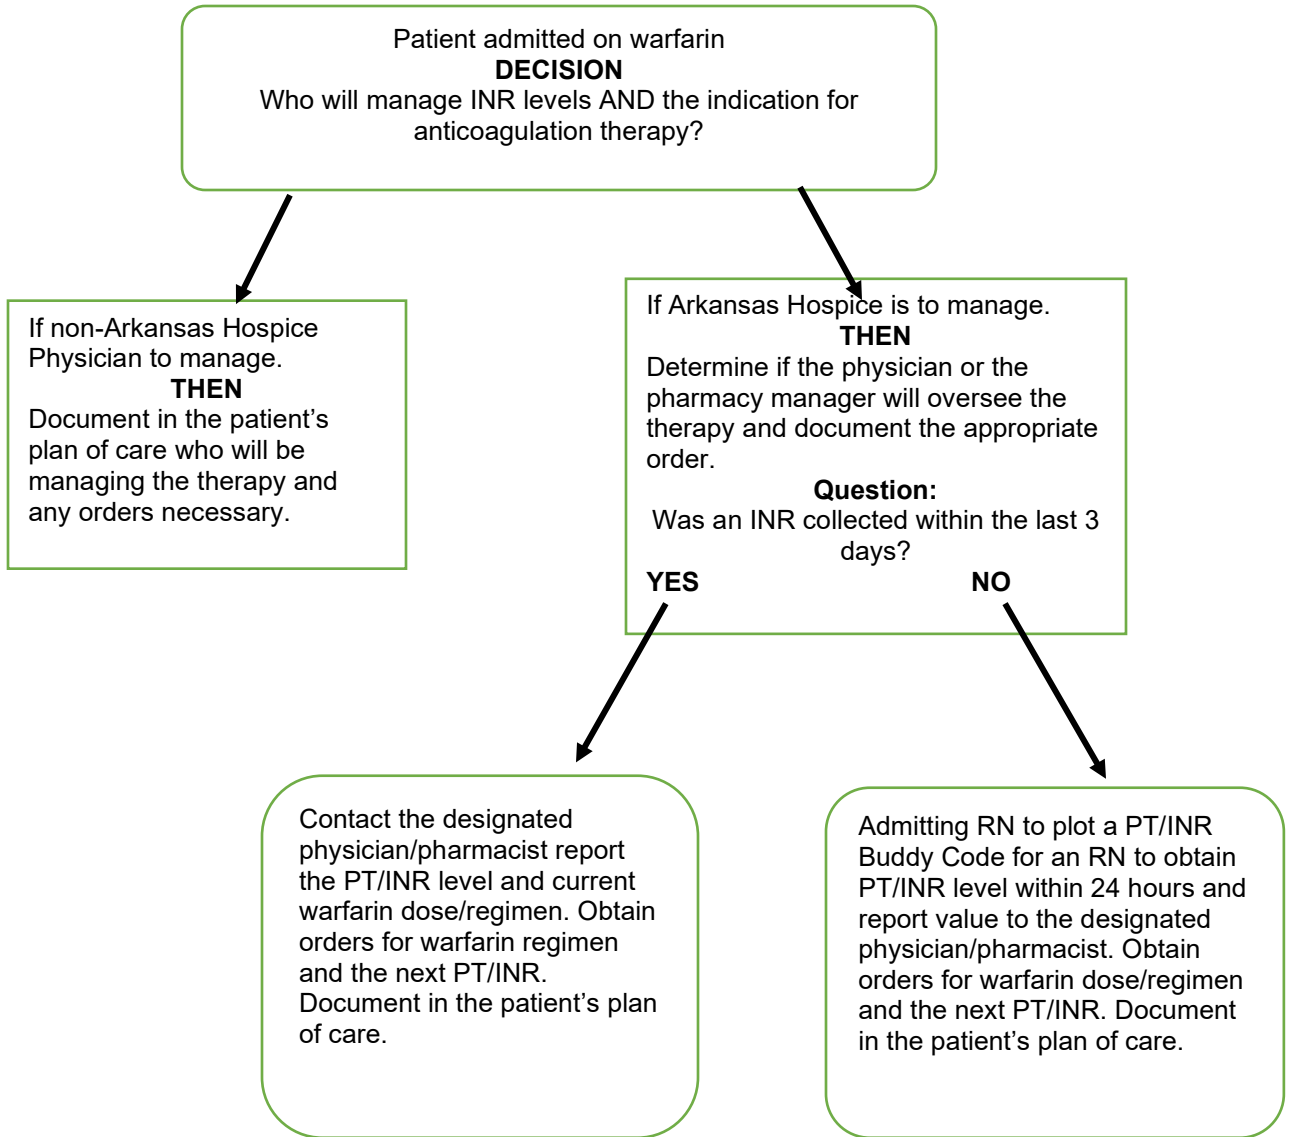 Patient admitted on warfarin
DECISION
Who will manage INR levels AND the indication for
anticoagulation therapy?
If non-Arkansas Hospice
Physician to manage.
THEN
Document in the patient’s
plan of care who will be
managing the therapy and
any orders necessary.
If Arkansas Hospice is to manage.
THEN
Determine if the physician or the
pharmacy manager will oversee the
therapy and document the appropriate
order.
Question:
Was an INR collected within the last 3
days?
YES NO
Contact the designated
physician/pharmacist report
the PT/INR level and current
warfarin dose/regimen. Obtain
orders for warfarin regimen
and the next PT/INR.
Document in the patient’s plan
of care.
Admitting RN to plot a PT/INR
Buddy Code for an RN to obtain
PT/INR level within 24 hours and
report value to the designated
physician/pharmacist. Obtain
orders for warfarin dose/regimen
and the next PT/INR. Document
in the patient’s plan of care.